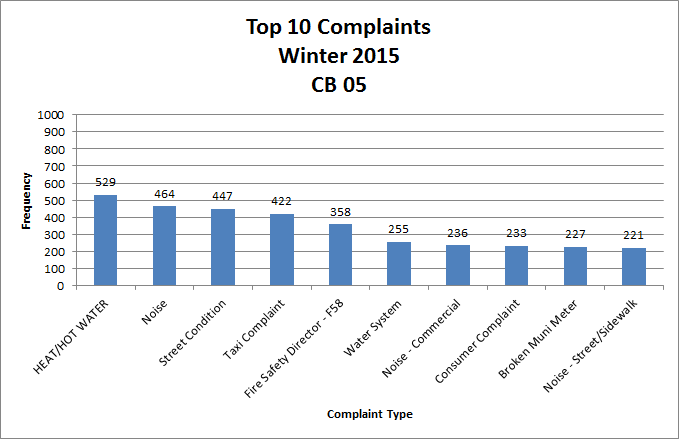 Top 10 Complaints
Winter 2015
CB 05
1000
900
800
700
600
500
400
300
200
100
0
Frequency
529
464
447
422
358
255
236
233
227
221
HEAT/HOT WATER
Noise
Street Condition
Taxi Complaint
Fire Safety Director - F58
Water System
Noise - Commercial
Consumer Complaint
Broken Muni Meter
Noise - Street/Sidewalk
Complaint Type